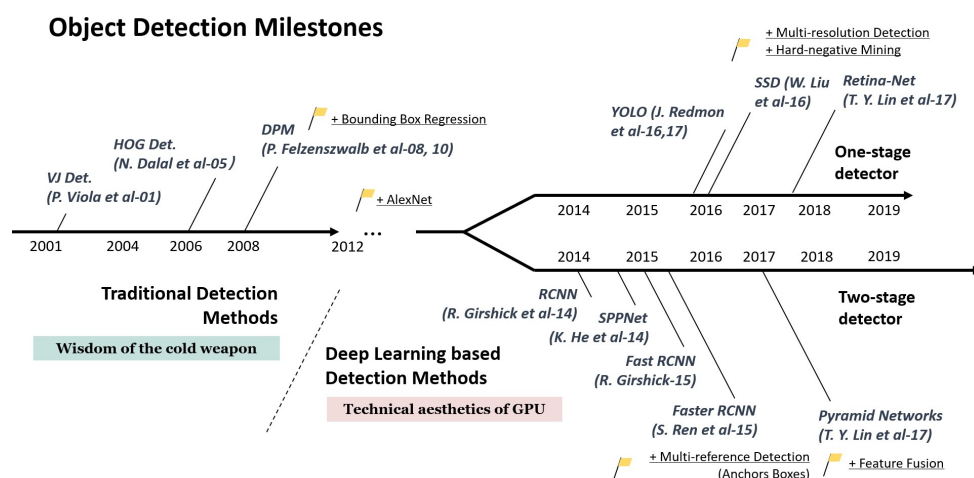 Object Detection Milestones
+ Multi-resolution Detection
+ Hard-negative Mining
SSD (W. Liu
et al-16)
Retina-Net
(T. Y. Lin et al-17)
YOLO (J. Redmon
et al-16,17)
+ Bounding Box Regression
DPM
(P. Felzenszwalb et al-08, 10)
HOG Det.
(N. Dalal et al-05)
VJ Det.
(P. Viola et al-01)
One-stage
detector
+ AlexNet
...
2014 2015 2016 2017 2018 2019
2001 2004 2006 2008 2012
2014 2015 2016 2017 2018 2019
Traditional Detection
Methods
Wisdom of the cold weapon
RCNN
(R. Girshick et al-14)
SPPNet
(K. He et al-14)
Two-stage
detector
Deep Learning based
Detection Methods
Technical aesthetics of GPU
Fast RCNN
(R. Girshick-15)
Faster RCNN
(S. Ren et al-15)
Pyramid Networks
(T. Y. Lin et al-17)
+ Multi-reference Detection
(Anchors Boxes)
+ Feature Fusion